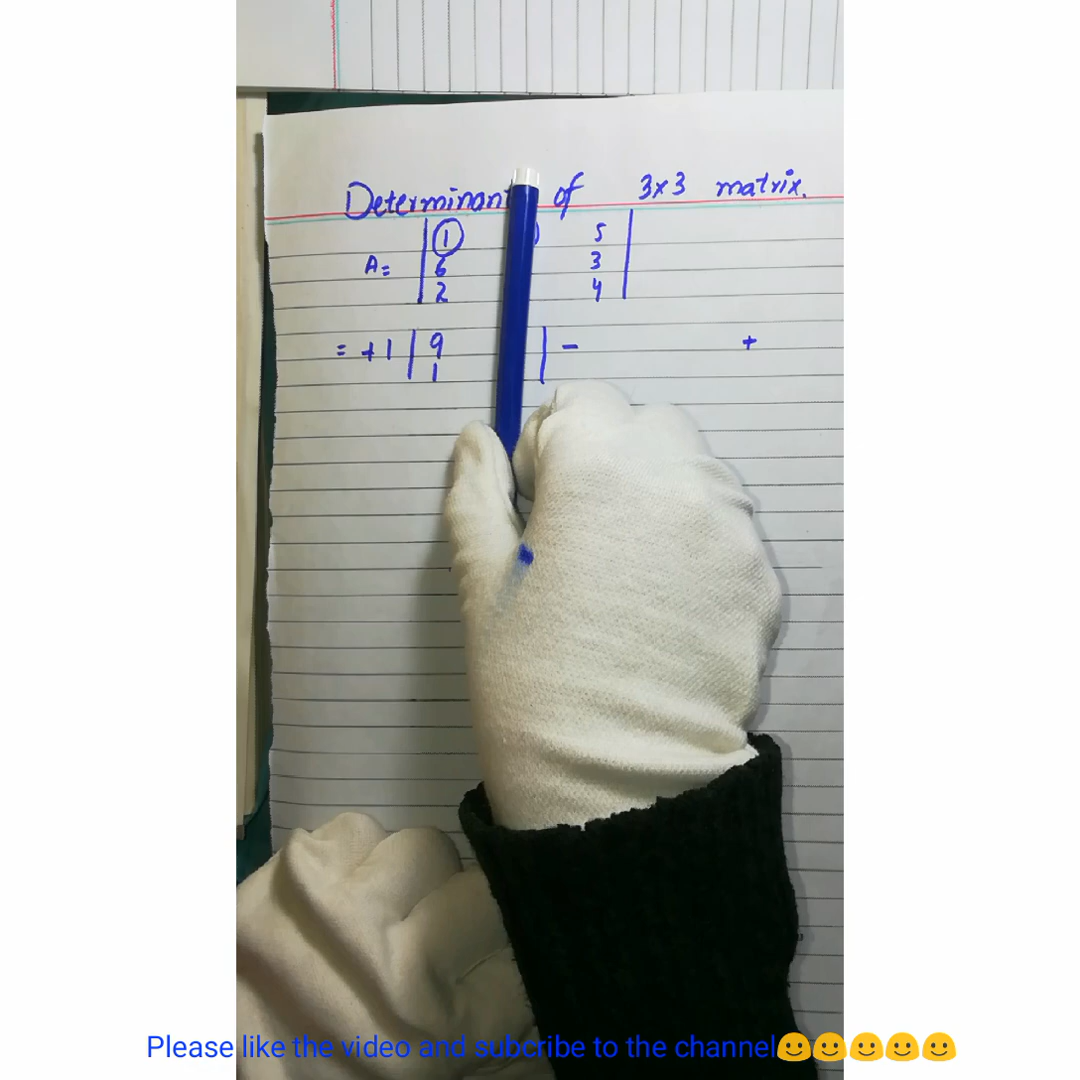 Determinant of 3x3 matrix.
1 5
A= 6 3
2 4
= +1 | 9 | - +
1
Please like the video and subcribe to the channel🙂🙂🙂🙂🙂